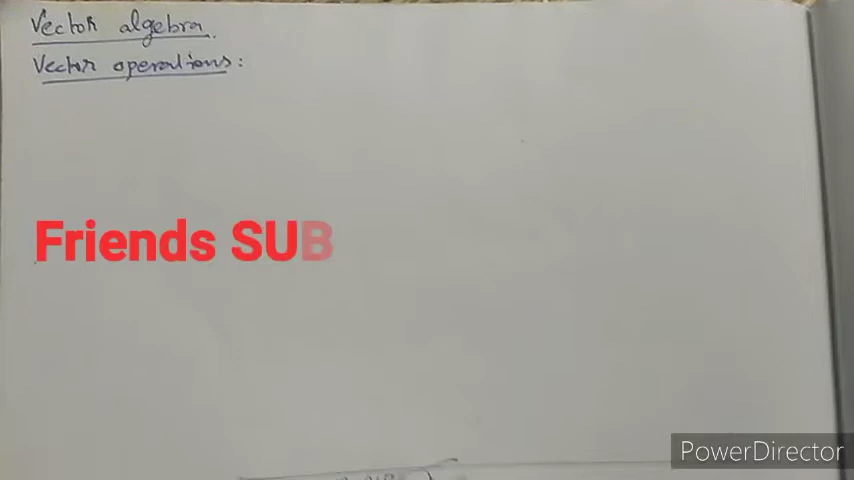 Vector algebra.
Vector operations:
Friends SUB
PowerDirector